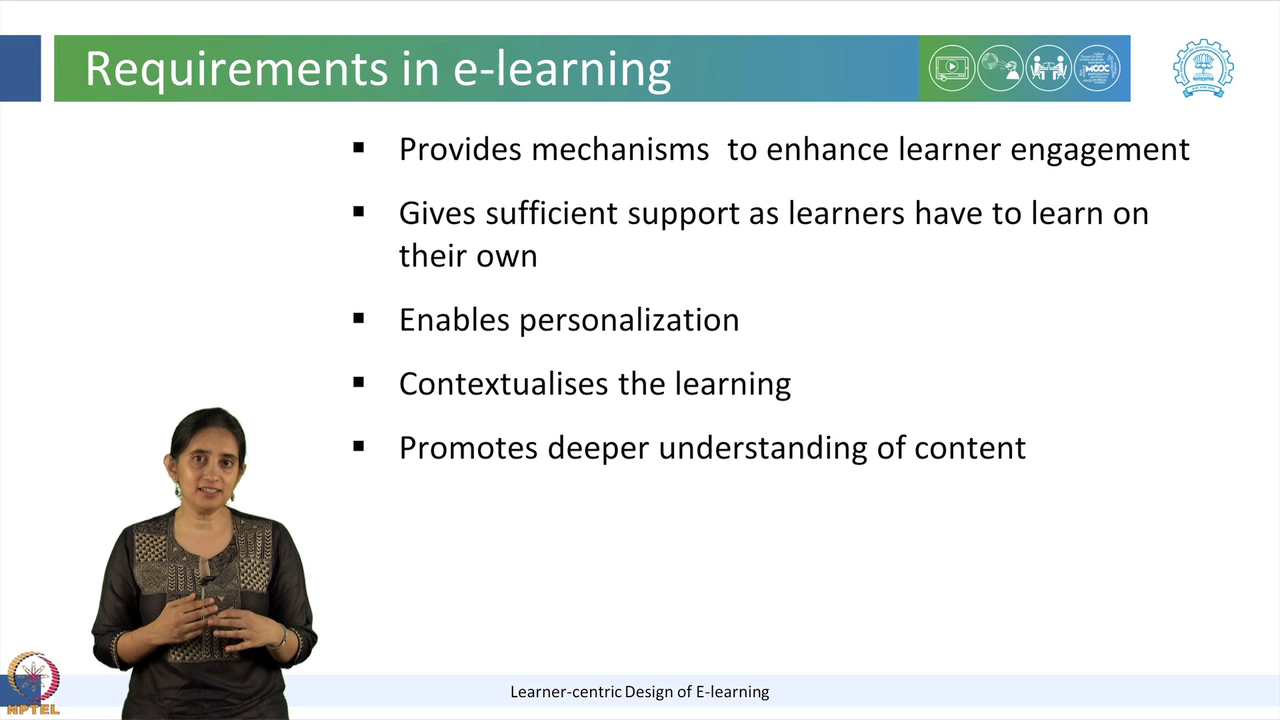 Requirements in e-learning
MOOC
▪ Provides mechanisms to enhance learner engagement
▪ Gives sufficient support as learners have to learn on
their own
▪ Enables personalization
▪ Contextualises the learning
▪ Promotes deeper understanding of content
Learner-centric Design of E-learning
NPTEL